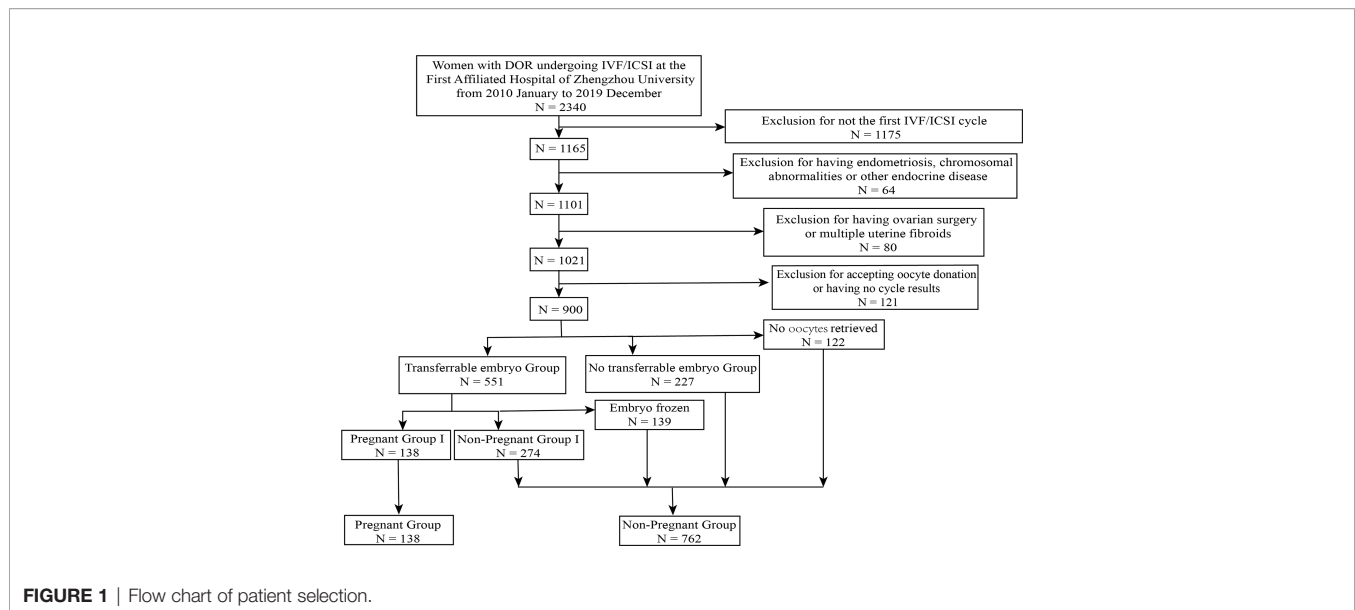 Women with DOR undergoing IVF/ICSI at the
First Affiliated Hospital of Zhengzhou University
from 2010 January to 2019 December
N = 2340
Exclusion for not the first IVF/ICSI cycle
N = 1175
N = 1165
Exclusion for having endometriosis, chromosomal
abnormalities or other endocrine disease
N = 64
N = 1101
Exclusion for having ovarian surgery
or multiple uterine fibroids
N = 80
N = 1021
Exclusion for accepting oocyte donation
or having no cycle results
N = 121
N = 900
No oocytes retrieved
N = 122
Transferrable embryo Group
N = 551
No transferrable embryo Group
N = 227
Embryo frozen
N = 139
Pregnant Group I
N = 138
Non-Pregnant Group I
N = 274
Pregnant Group
N = 138
Non-Pregnant Group
N = 762
FIGURE 1 | Flow chart of patient selection.